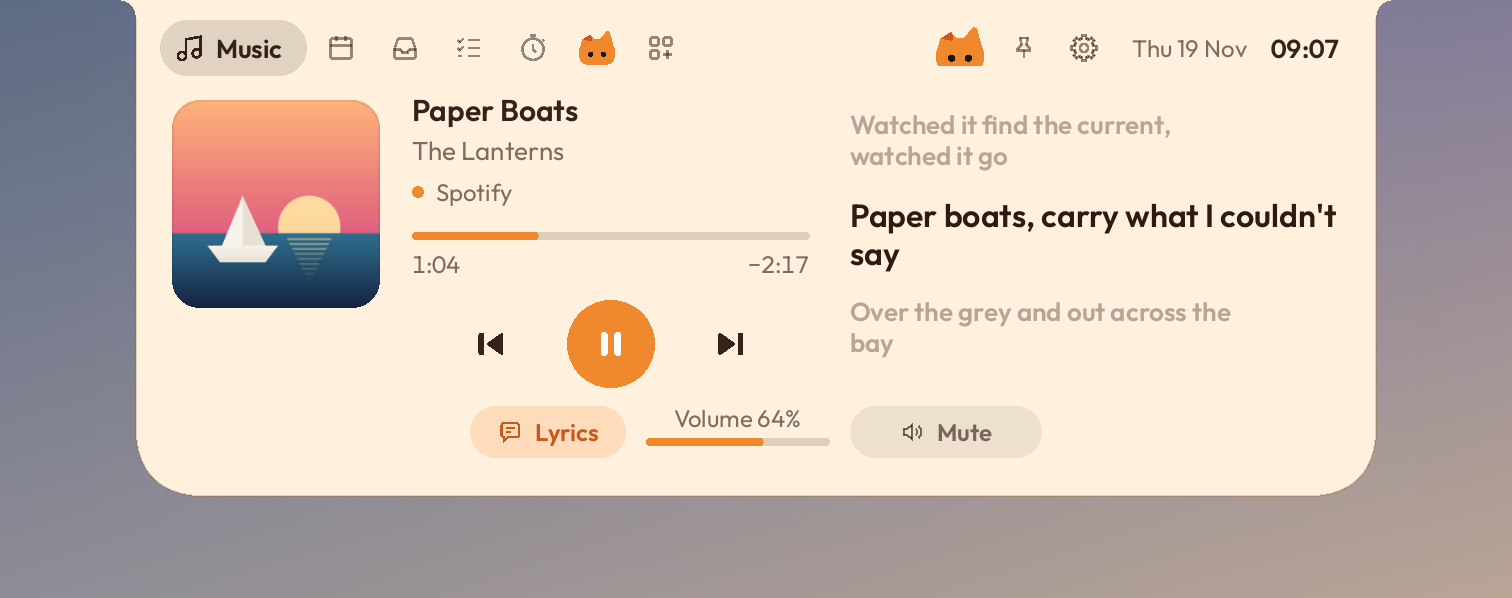 Music
Thu 19 Nov 09:07
Paper Boats
The Lanterns
Spotify
1:04 −2:17
Watched it find the current,
watched it go
Paper boats, carry what I couldn't
say
Over the grey and out across the
bay
Lyrics
Volume 64%
Mute